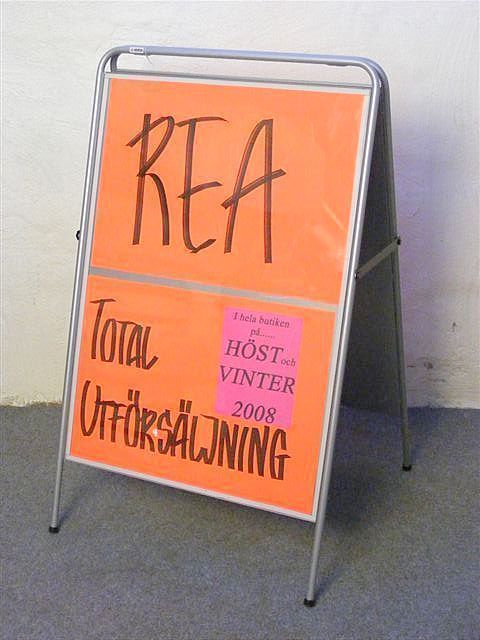 REA
TOTAL
UTFÖRSÄLJNING
I hela butiken
på......
HÖST och
VINTER
2008